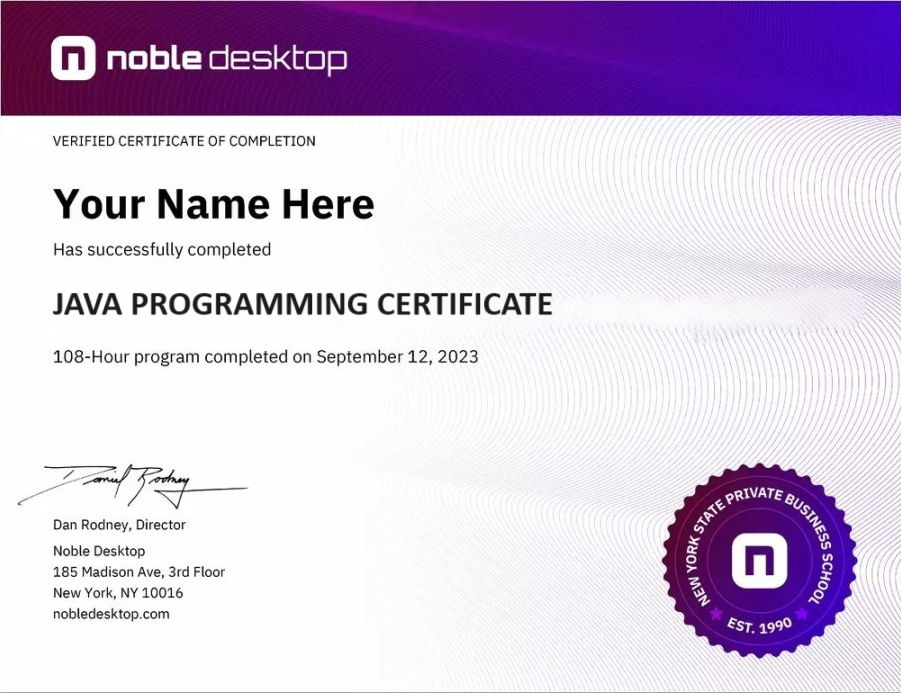 noble desktop
VERIFIED CERTIFICATE OF COMPLETION
Your Name Here
Has successfully completed
JAVA PROGRAMMING CERTIFICATE
108-Hour program completed on September 12, 2023
Daniel Rodney
Dan Rodney, Director
Noble Desktop
185 Madison Ave, 3rd Floor
New York, NY 10016
nobledesktop.com
NEW YORK STATE PRIVATE BUSINESS SCHOOL
EST. 1990